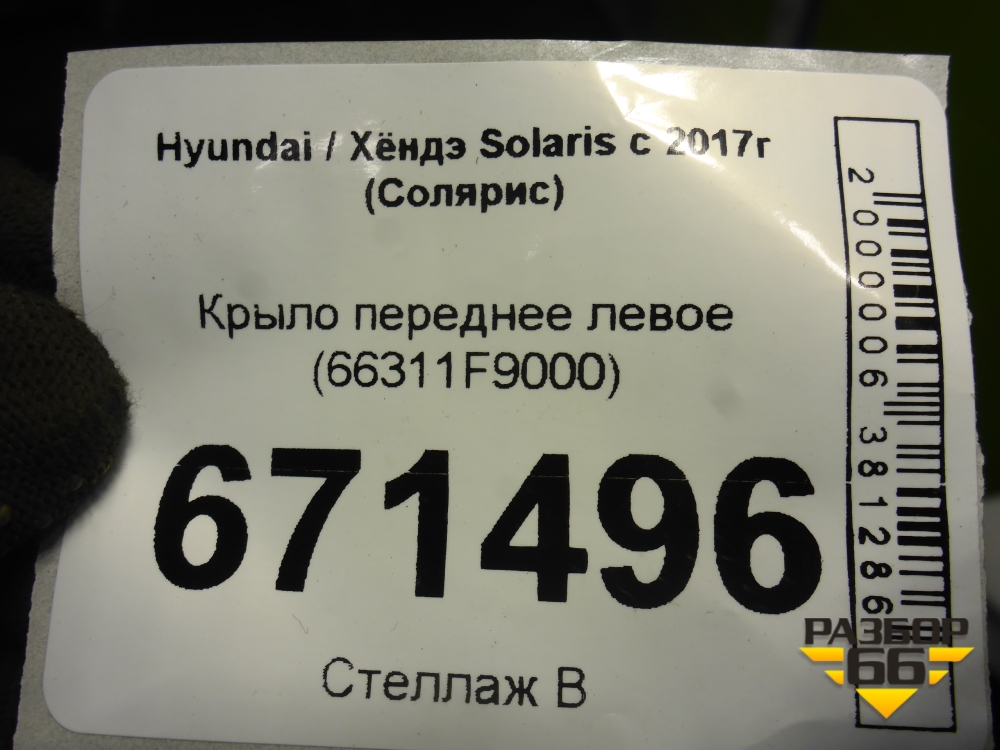 Hyundai / Хёндэ Solaris с 2017г
(Солярис)
Крыло переднее левое
(66311F9000)
671496
Стеллаж В
2000006381286
РАЗБОР
66